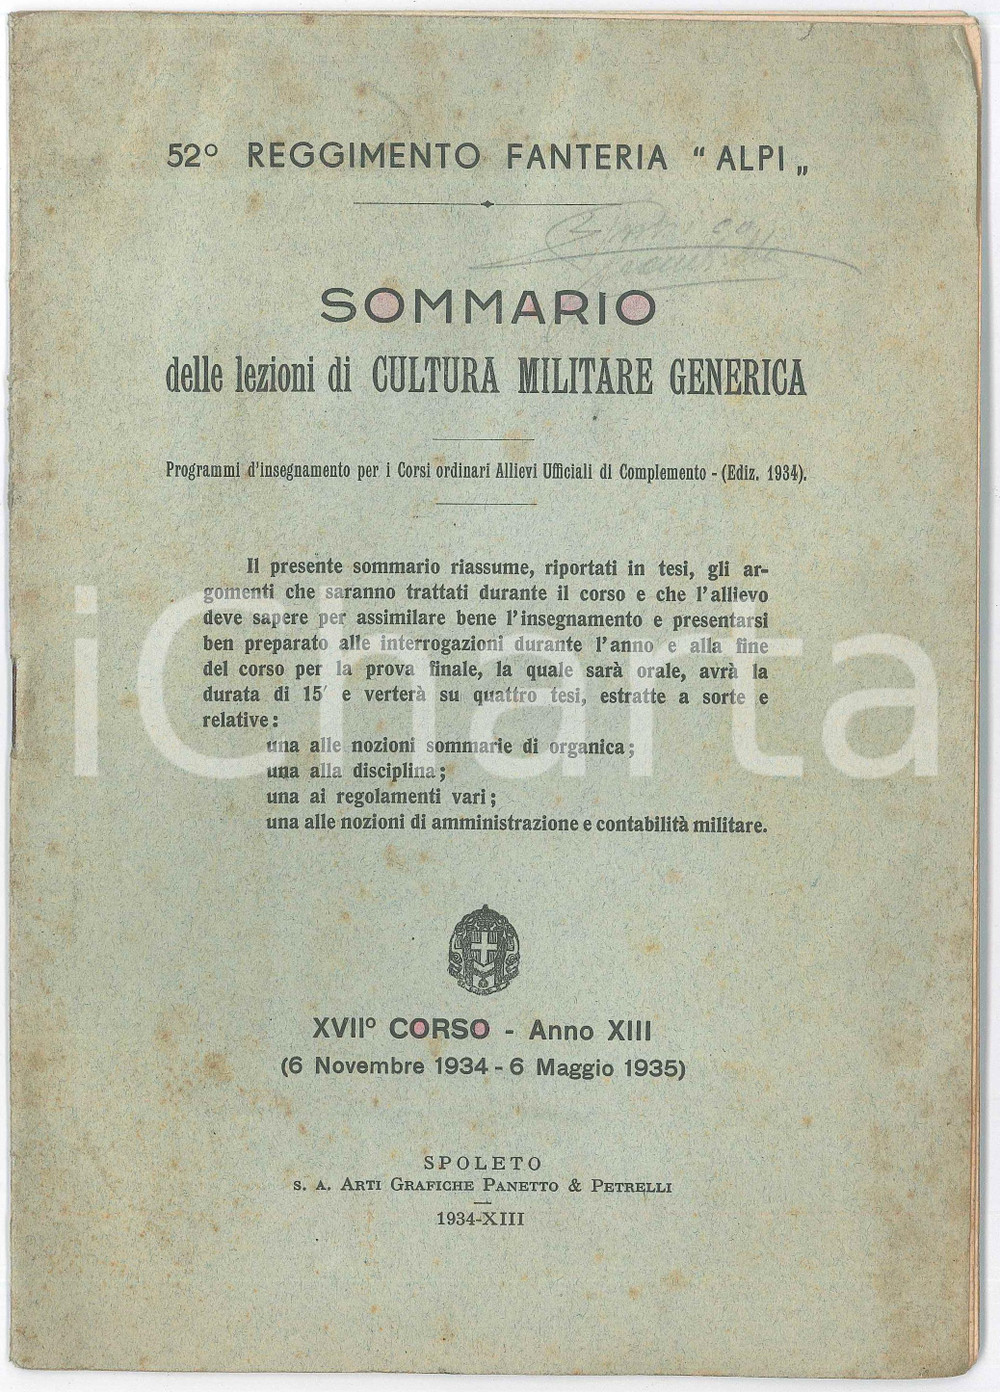 52º REGGIMENTO FANTERIA “ ALPI „
SOMMARIO
delle lezioni di CULTURA MILITARE GENERICA
Programmi d'insegnamento per i Corsi ordinari Allievi Ufficiali di Complemento - (Ediz. 1934).
Il presente sommario riassume, riportati in tesi, gli ar-
gomenti che saranno trattati durante il corso e che l'allievo
deve sapere per assimilare bene l'insegnamento e presentarsi
ben preparato alle interrogazioni durante l'anno e alla fine
del corso per la prova finale, la quale sarà orale, avrà la
durata di 15' e verterà su quattro tesi, estratte a sorte e
relative :
una alle nozioni sommarie di organica ;
una alla disciplina ;
una ai regolamenti vari ;
una alle nozioni di amministrazione e contabilità militare.
iCharta
XVIIº CORSO - Anno XIII
(6 Novembre 1934 - 6 Maggio 1935)
SPOLETO
S. A. ARTI GRAFICHE PANETTO & PETRELLI
1934-XIII